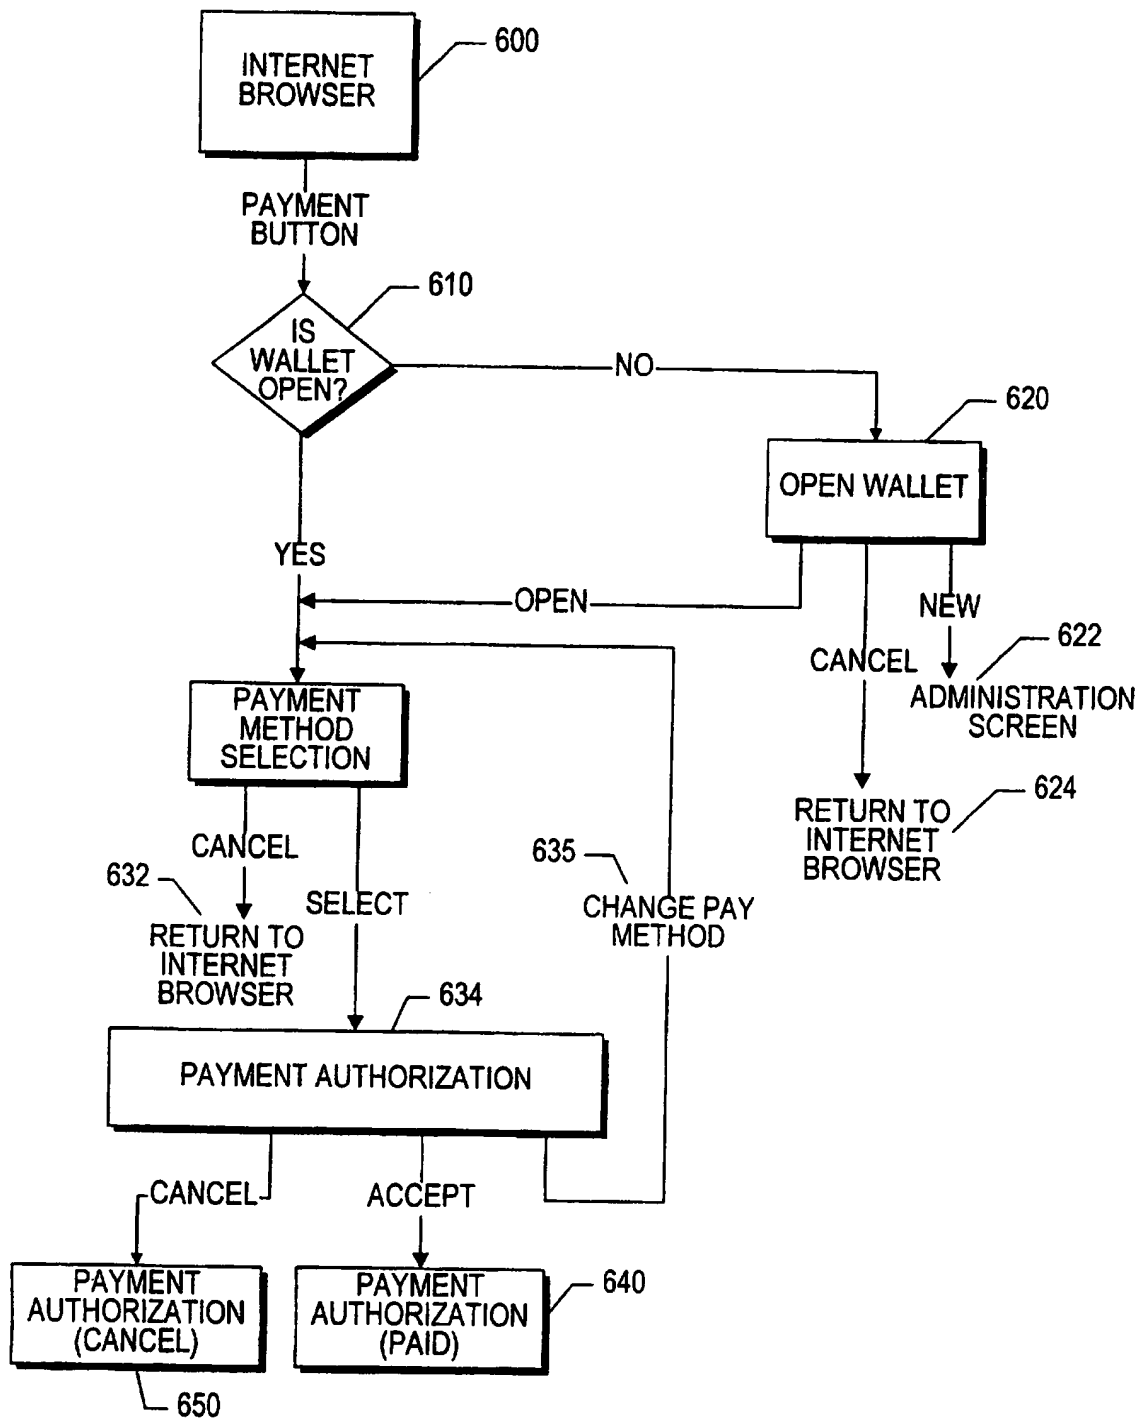 600
INTERNET
BROWSER
PAYMENT
BUTTON
610
IS
WALLET
OPEN?
NO
620
OPEN WALLET
YES
OPEN
NEW
622
CANCEL
ADMINISTRATION
SCREEN
PAYMENT
METHOD
SELECTION
624
RETURN TO
INTERNET
BROWSER
CANCEL
632
SELECT
635
CHANGE PAY
METHOD
RETURN TO
INTERNET
BROWSER
634
PAYMENT AUTHORIZATION
CANCEL
ACCEPT
PAYMENT
AUTHORIZATION
(CANCEL)
650
PAYMENT
AUTHORIZATION
(PAID)
640